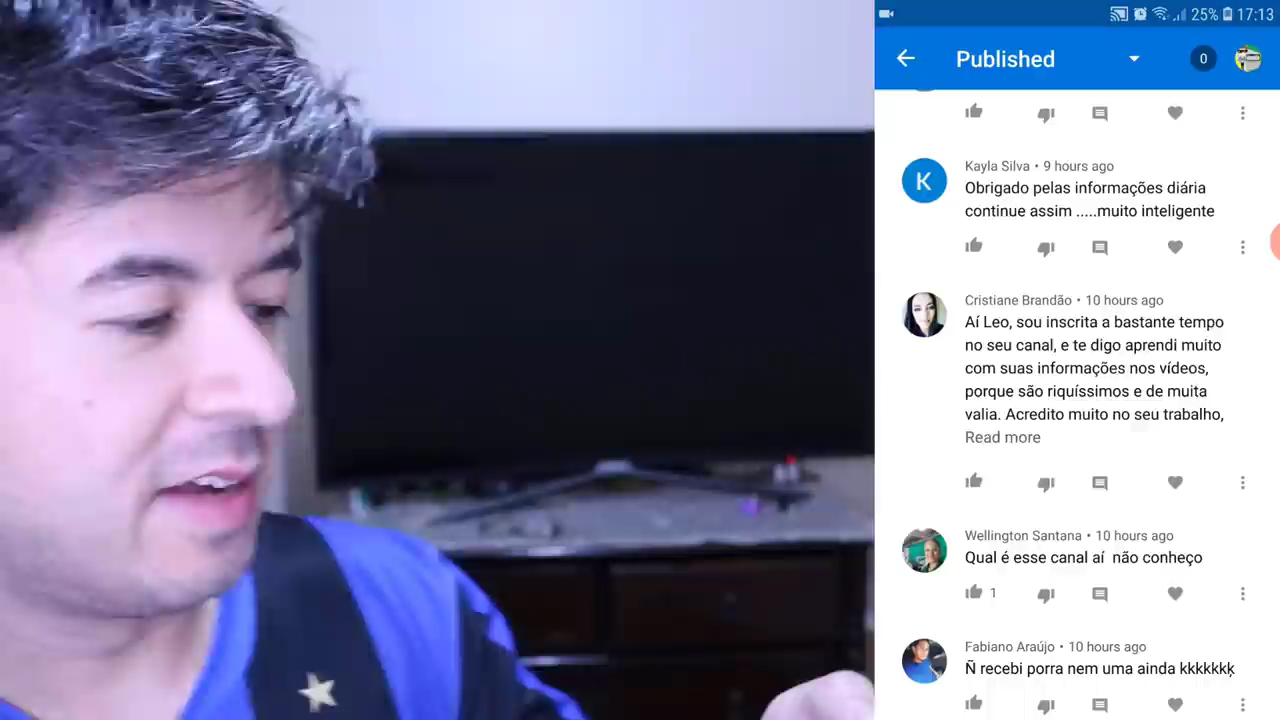 25% 17:13
Published
0
Kayla Silva • 9 hours ago
K
Obrigado pelas informações diária
continue assim .....muito inteligente
Cristiane Brandão • 10 hours ago
Aí Leo, sou inscrita a bastante tempo
no seu canal, e te digo aprendi muito
com suas informações nos vídeos,
porque são riquíssimos e de muita
valia. Acredito muito no seu trabalho,
Read more
Wellington Santana • 10 hours ago
Qual é esse canal aí  não conheço
1
Fabiano Araújo • 10 hours ago
Ñ recebi porra nem uma ainda kkkkkkk